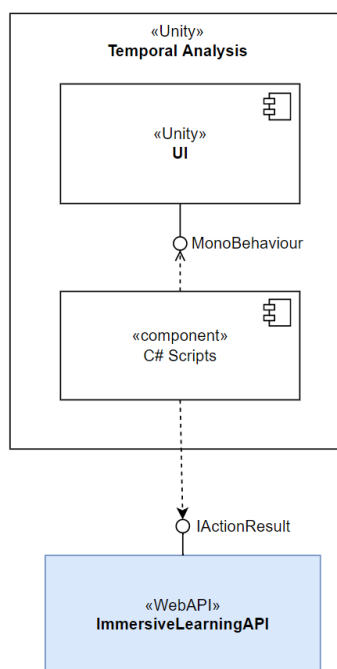 «Unity»
Temporal Analysis
«Unity»
UI
MonoBehaviour
«component»
C# Scripts
IActionResult
«WebAPI»
ImmersiveLearningAPI